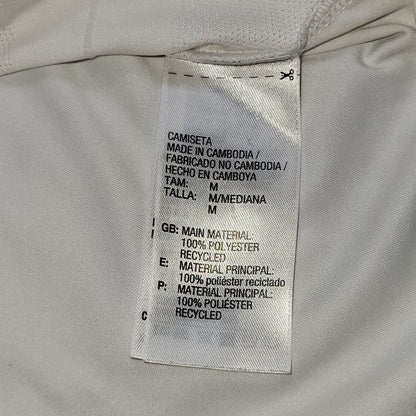 CAMISETA
MADE IN CAMBODIA /
FABRICADO NO CAMBODIA /
HECHO EN CAMBOYA
TAM: M
TALLA: M/MEDIANA
M
GB: MAIN MATERIAL:
100% POLYESTER
RECYCLED
E: MATERIAL PRINCIPAL:
100% poliéster reciclado
P: MATERIAL PRINCIPAL:
100% POLIÉSTER
C RECYCLED